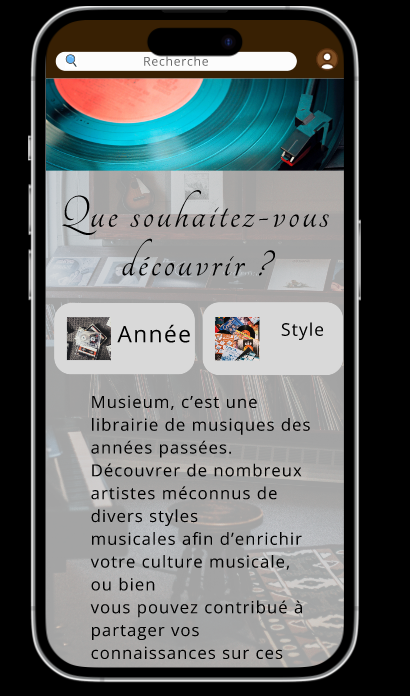 Recherche
Que souhaitez-vous
découvrir ?
Année
Style
Musieum, c’est une
librairie de musiques des
années passées.
Découvrer de nombreux
artistes méconnus de
divers styles
musicales afin d’enrichir
votre culture musicale,
ou bien
vous pouvez contribué à
partager vos
connaissances sur ces